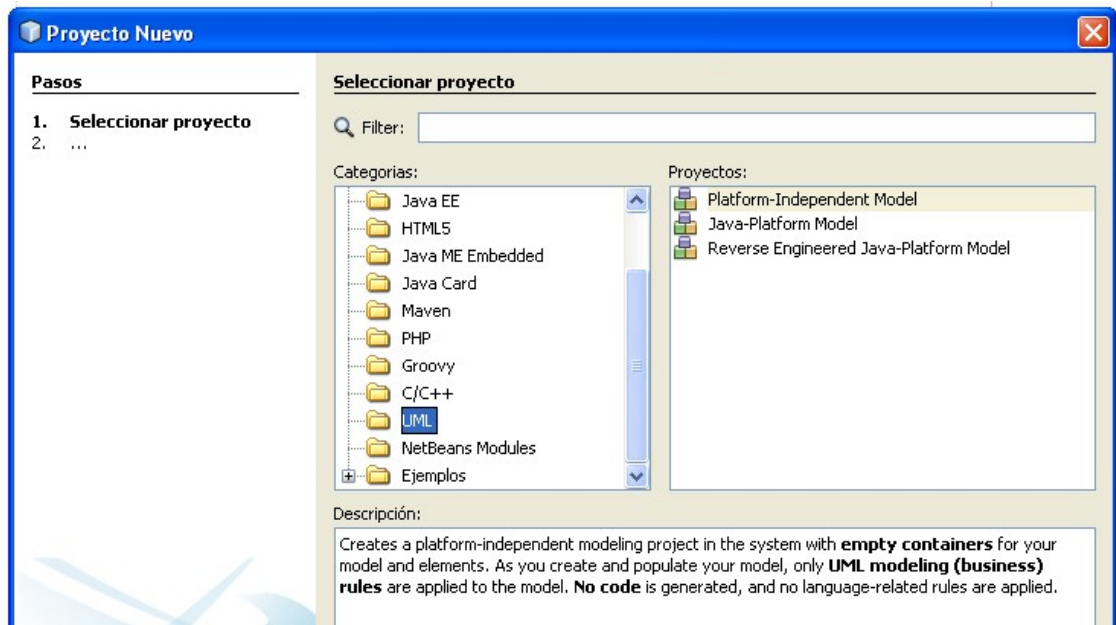 Proyecto Nuevo
Pasos
1. Seleccionar proyecto
2. ...
Seleccionar proyecto
Filter:
Categorias:
Java EE
HTML5
Java ME Embedded
Java Card
Maven
PHP
Groovy
C/C++
UML
NetBeans Modules
Ejemplos
Proyectos:
Platform-Independent Model
Java-Platform Model
Reverse Engineered Java-Platform Model
Descripción:
Creates a platform-independent modeling project in the system with empty containers for your
model and elements. As you create and populate your model, only UML modeling (business)
rules are applied to the model. No code is generated, and no language-related rules are applied.